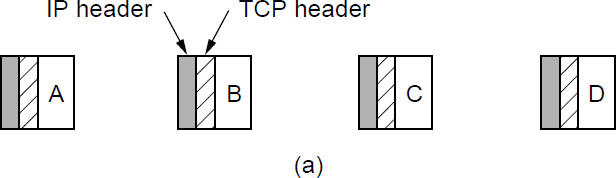 IP header TCP header
A B C D
(a)